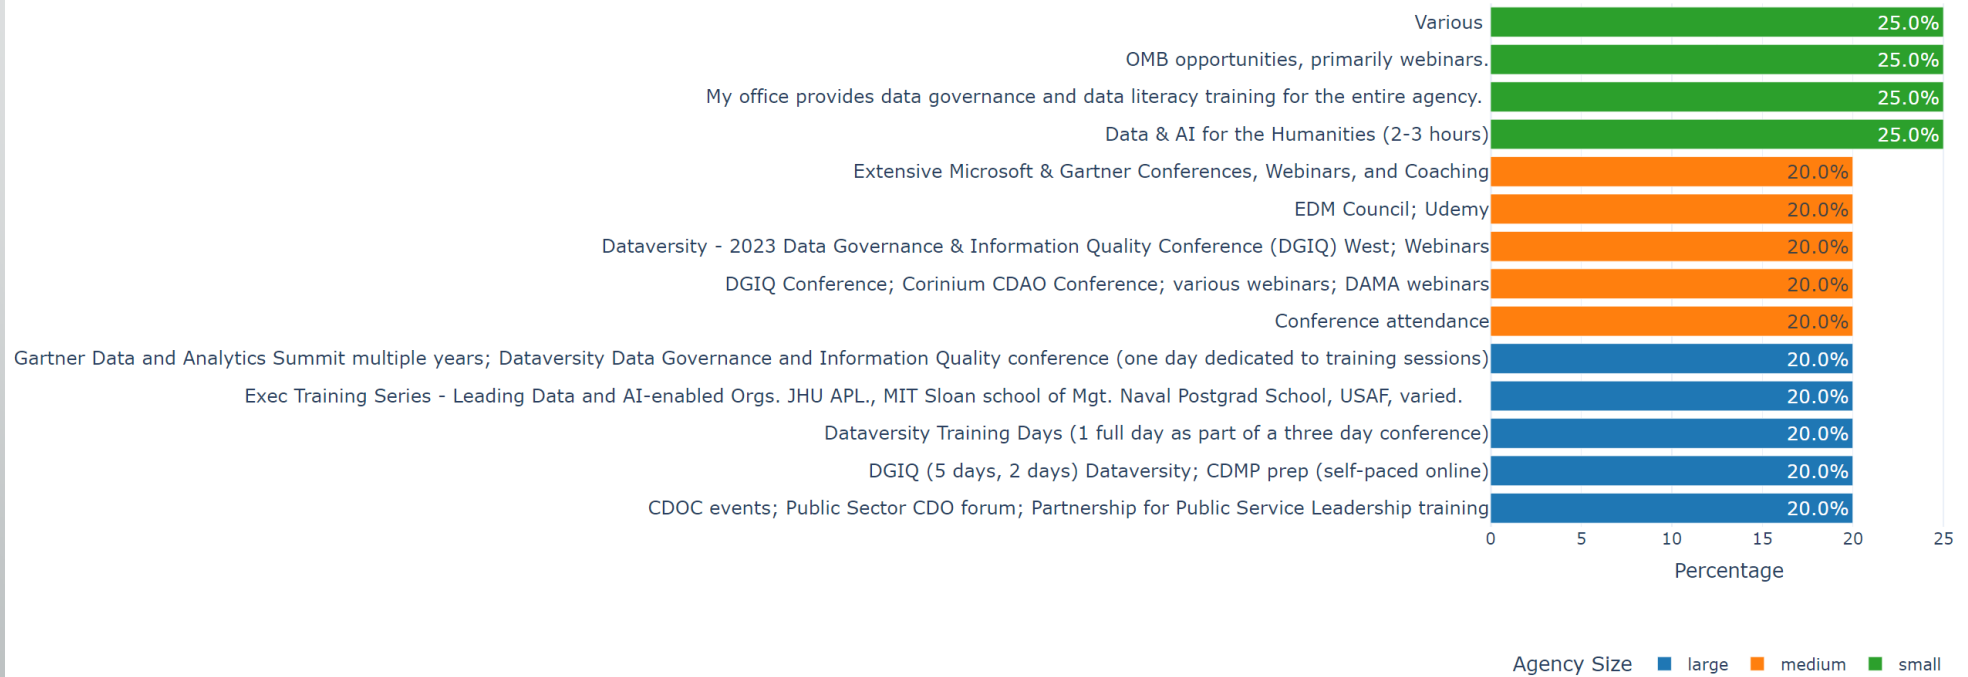 Various 25.0%
OMB opportunities, primarily webinars. 25.0%
My office provides data governance and data literacy training for the entire agency. 25.0%
Data & AI for the Humanities (2-3 hours) 25.0%
Extensive Microsoft & Gartner Conferences, Webinars, and Coaching 20.0%
EDM Council; Udemy 20.0%
Dataversity - 2023 Data Governance & Information Quality Conference (DGIQ) West; Webinars 20.0%
DGIQ Conference; Corinium CDAO Conference; various webinars; DAMA webinars 20.0%
Conference attendance 20.0%
Gartner Data and Analytics Summit multiple years; Dataversity Data Governance and Information Quality conference (one day dedicated to training sessions) 20.0%
Exec Training Series - Leading Data and AI-enabled Orgs. JHU APL., MIT Sloan school of Mgt. Naval Postgrad School, USAF, varied. 20.0%
Dataversity Training Days (1 full day as part of a three day conference) 20.0%
DGIQ (5 days, 2 days) Dataversity; CDMP prep (self-paced online) 20.0%
CDOC events; Public Sector CDO forum; Partnership for Public Service Leadership training 20.0%
0 5 10 15 20 25
Percentage
Agency Size large medium small